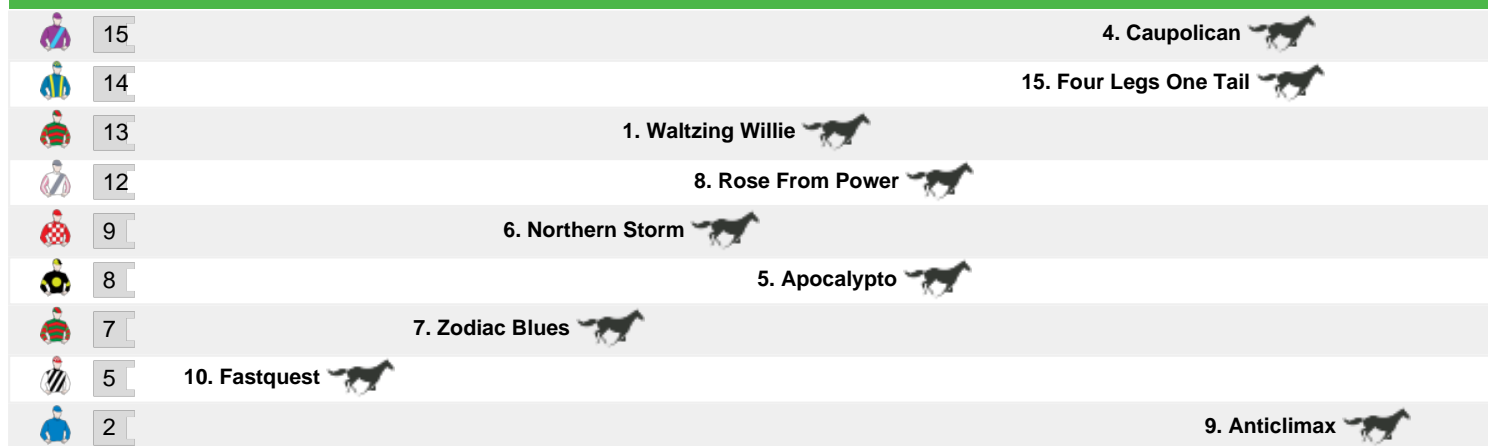 15 4. Caupolican
14 15. Four Legs One Tail
13 1. Waltzing Willie
12 8. Rose From Power
9 6. Northern Storm
8 5. Apocalypto
7 7. Zodiac Blues
5 10. Fastquest
2 9. Anticlimax